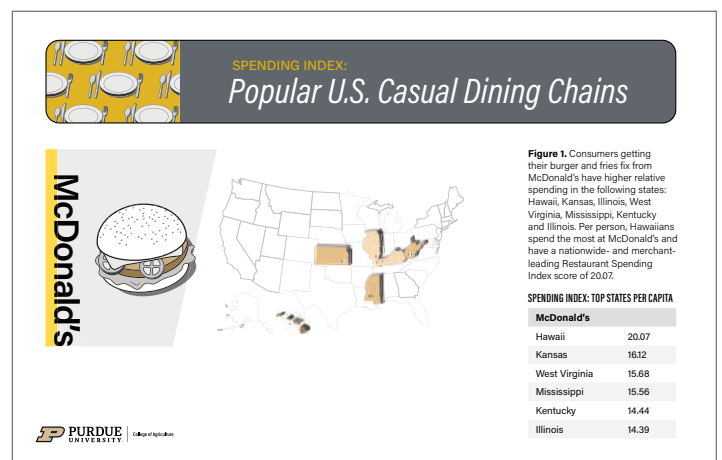 SPENDING INDEX:
Popular U.S. Casual Dining Chains
McDonald's
Figure 1. Consumers getting
their burger and fries fix from
McDonald's have higher relative
spending in the following states:
Hawaii, Kansas, Illinois, West
Virginia, Mississippi, Kentucky
and Illinois. Per person, Hawaiians
spend the most at McDonald's and
have a nationwide- and merchant-
leading Restaurant Spending
Index score of 20.07.
SPENDING INDEX: TOP STATES PER CAPITA
McDonald's
Hawaii 20.07
Kansas 16.12
West Virginia 15.68
Mississippi 15.56
Kentucky 14.44
Illinois 14.39
PURDUE
UNIVERSITY
College of Agriculture